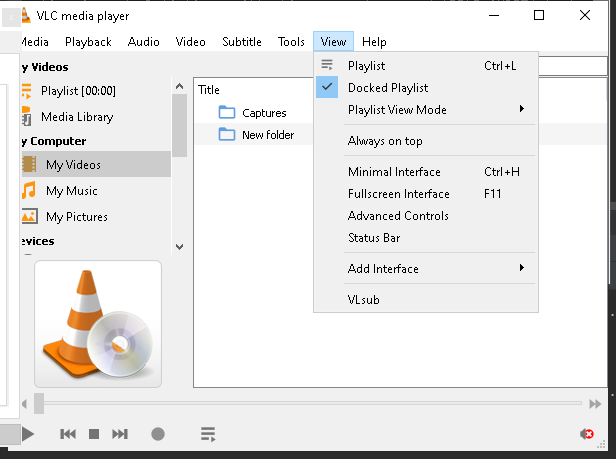 VLC media player
Media Playback Audio Video Subtitle Tools View Help
y Videos
Playlist [00:00]
Media Library
y Computer
My Videos
My Music
My Pictures
evices
Title
Captures
New folder
Playlist Ctrl+L
Docked Playlist
Playlist View Mode
Always on top
Minimal Interface Ctrl+H
Fullscreen Interface F11
Advanced Controls
Status Bar
Add Interface
VLsub